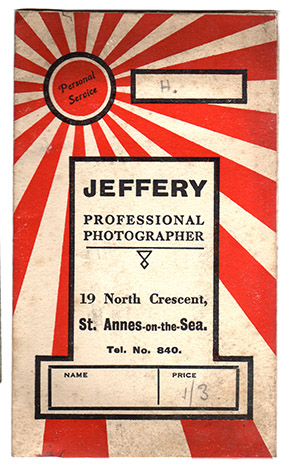 Personal
Service
H.
JEFFERY
PROFESSIONAL
PHOTOGRAPHER
19 North Crescent,
St. Annes-on-the-Sea.
Tel. No. 840.
NAME
PRICE
1/3